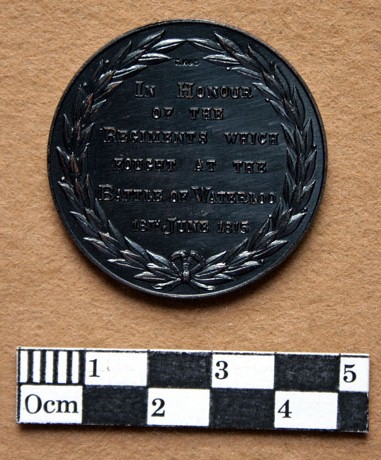 IN HONOUR
OF THE
REGIMENTS WHICH
FOUGHT AT THE
BATTLE OF WATERLOO
18TH JUNE 1815
1 3 5
0cm 2 4